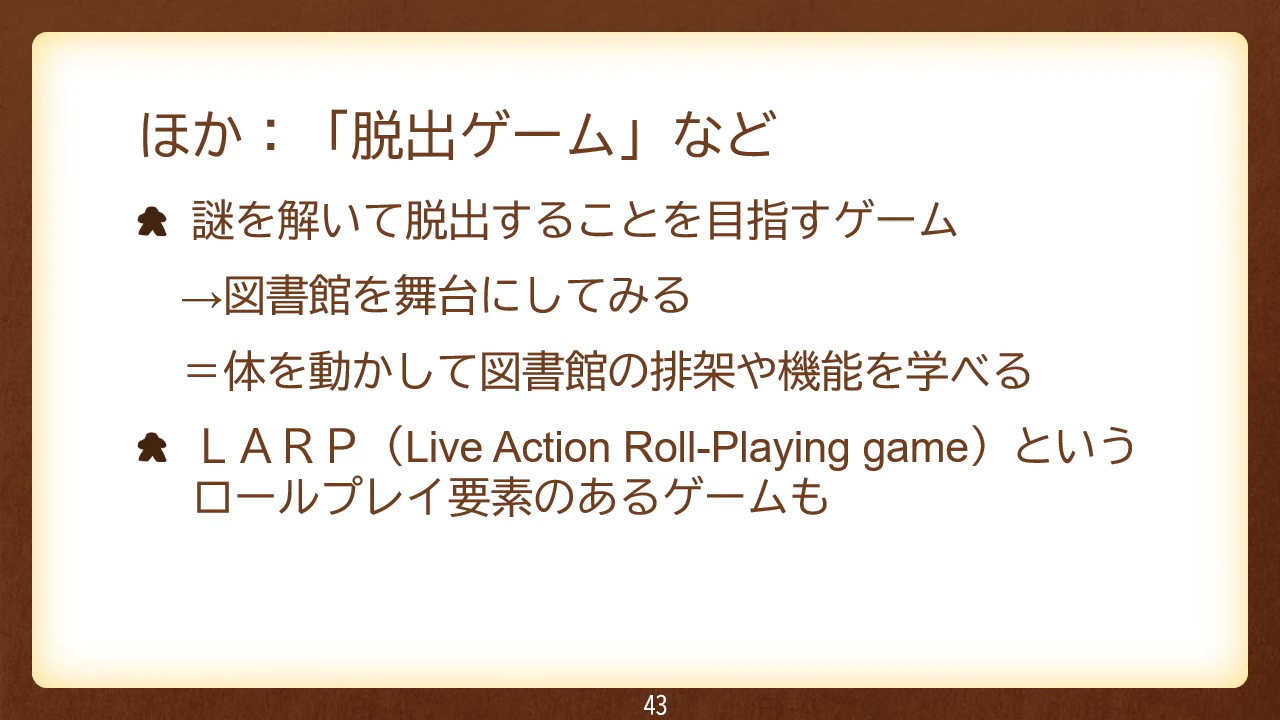 ほか：「脱出ゲーム」など
謎を解いて脱出することを目指すゲーム
→図書館を舞台にしてみる
＝体を動かして図書館の排架や機能を学べる
ＬＡＲＰ（Live Action Roll-Playing game）という
ロールプレイ要素のあるゲームも
43